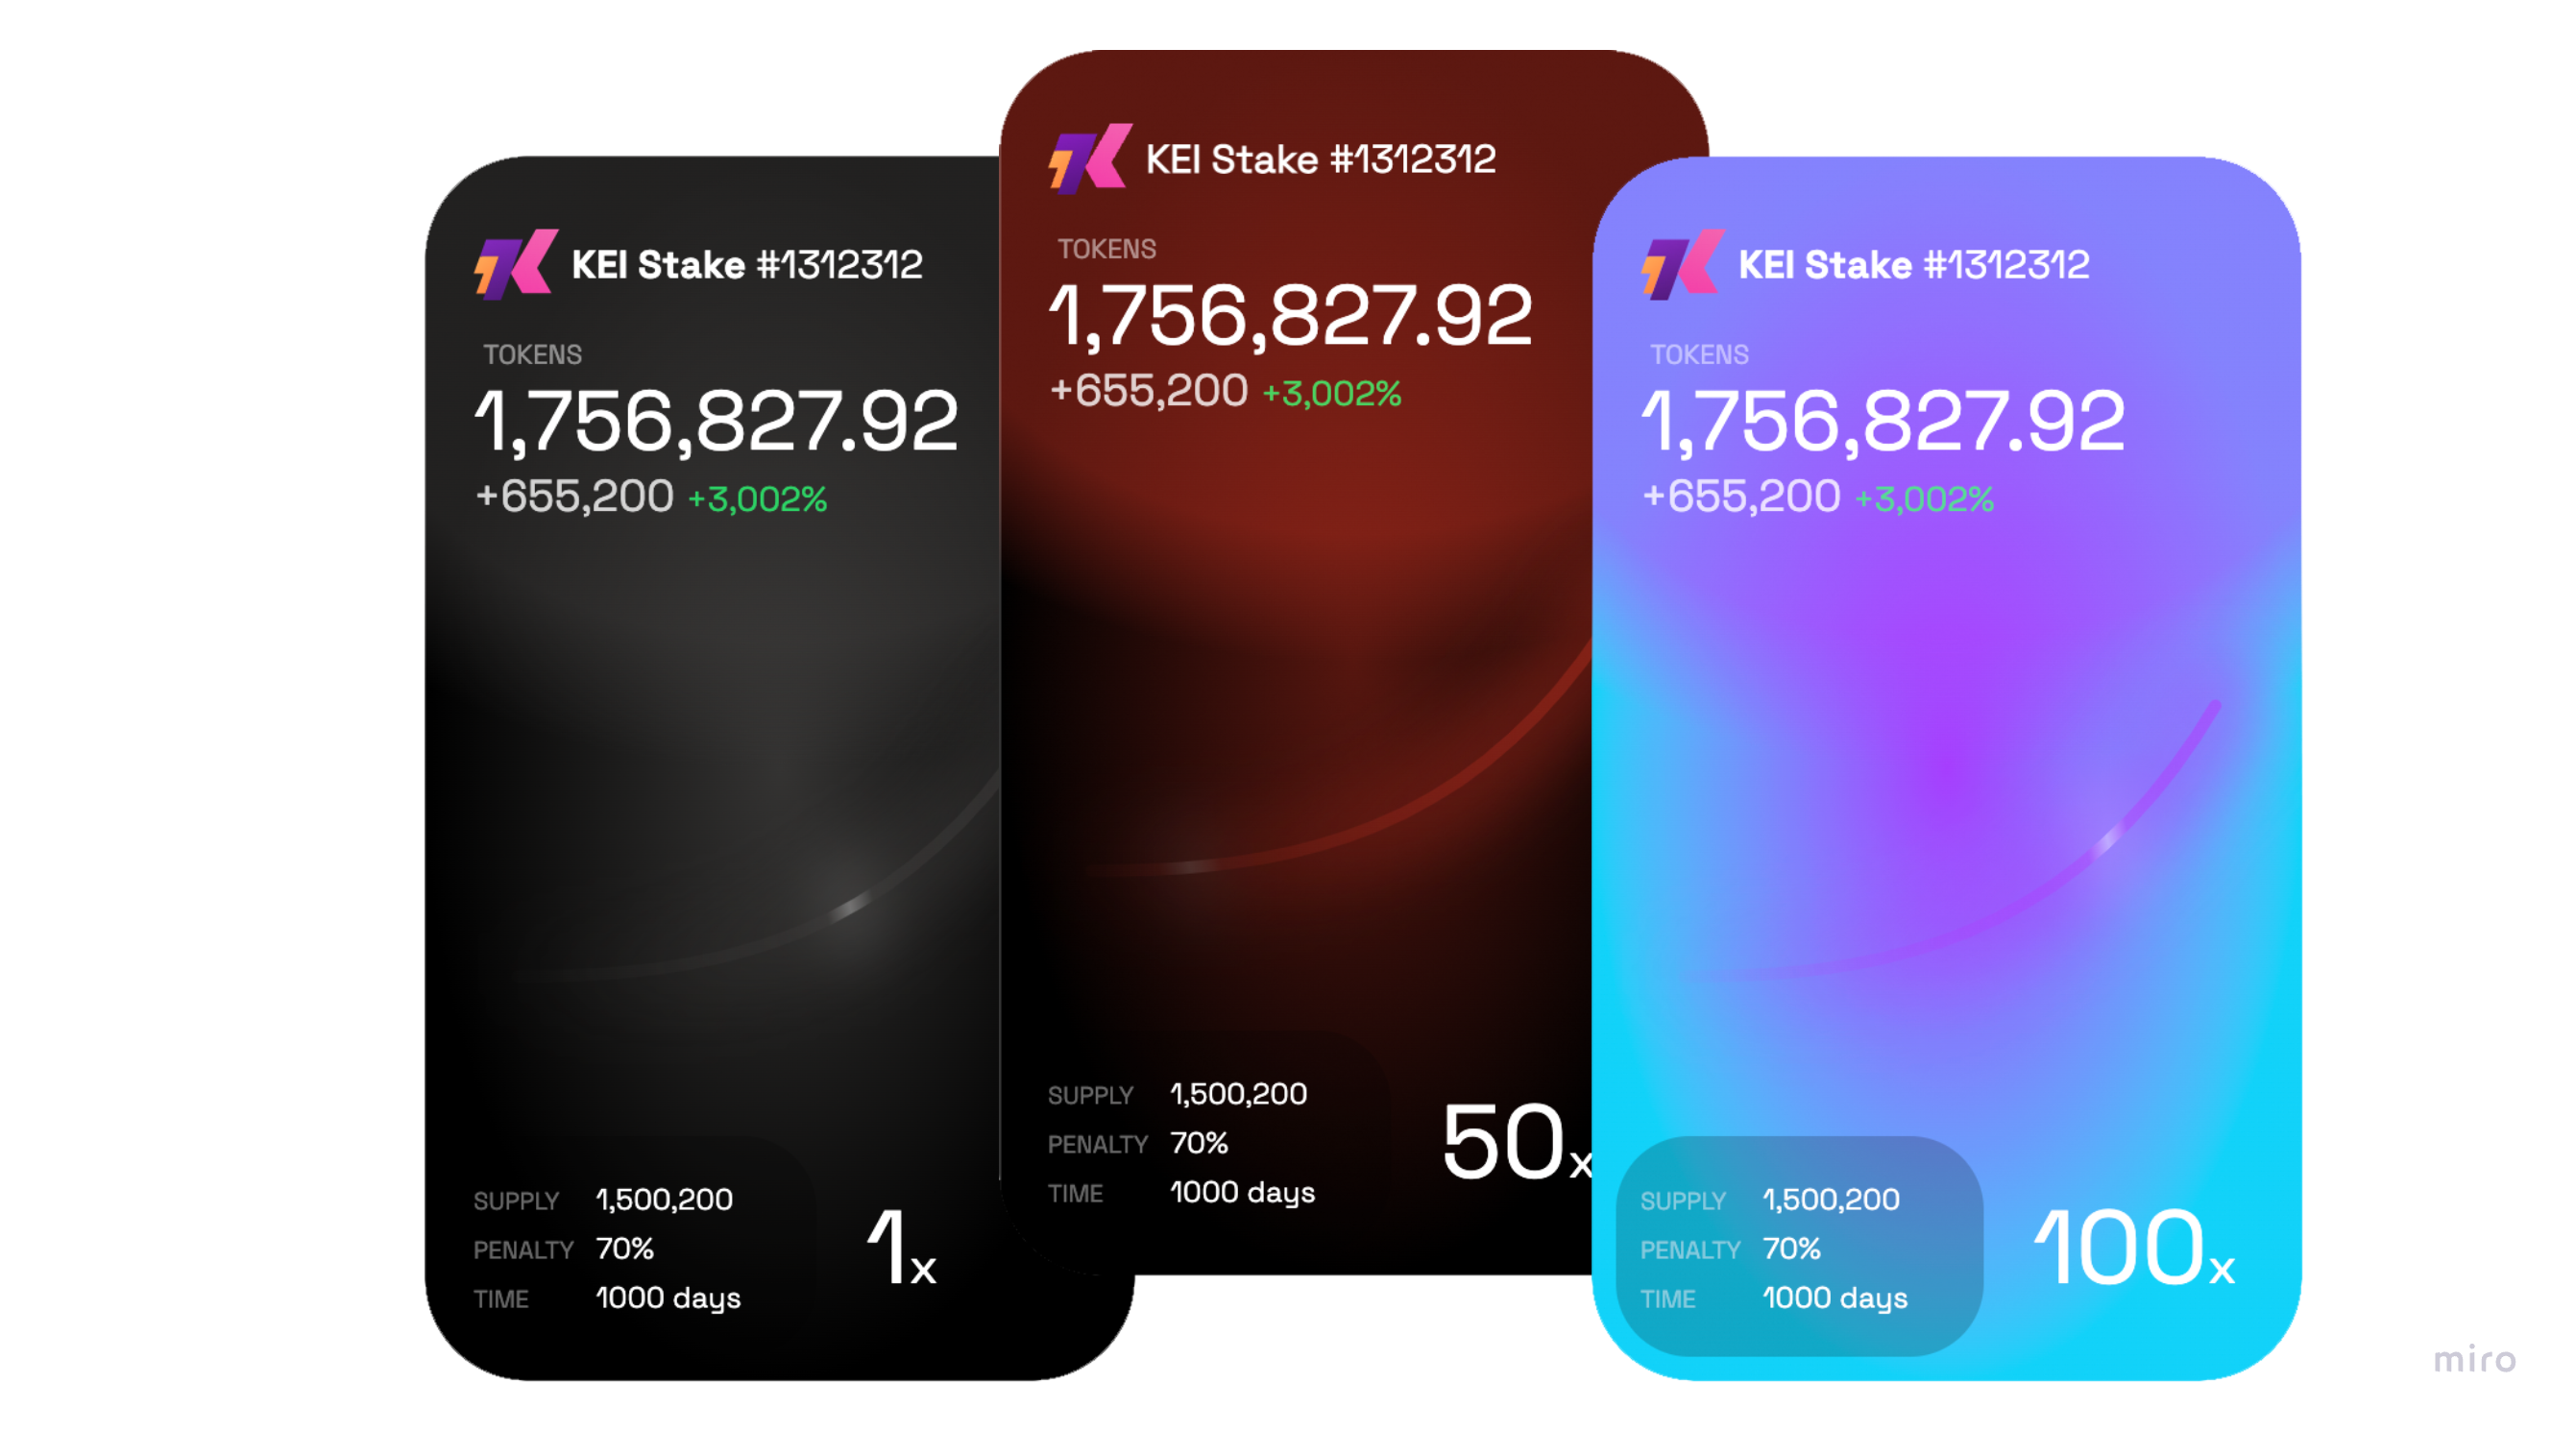 KEI Stake #1312312
TOKENS
1,756,827.92
+655,200 +3,002%
SUPPLY 1,500,200
PENALTY 70%
TIME 1000 days
1x
KEI Stake #1312312
TOKENS
1,756,827.92
+655,200 +3,002%
SUPPLY 1,500,200
PENALTY 70%
TIME 1000 days
50x
KEI Stake #1312312
TOKENS
1,756,827.92
+655,200 +3,002%
SUPPLY 1,500,200
PENALTY 70%
TIME 1000 days
100x
miro